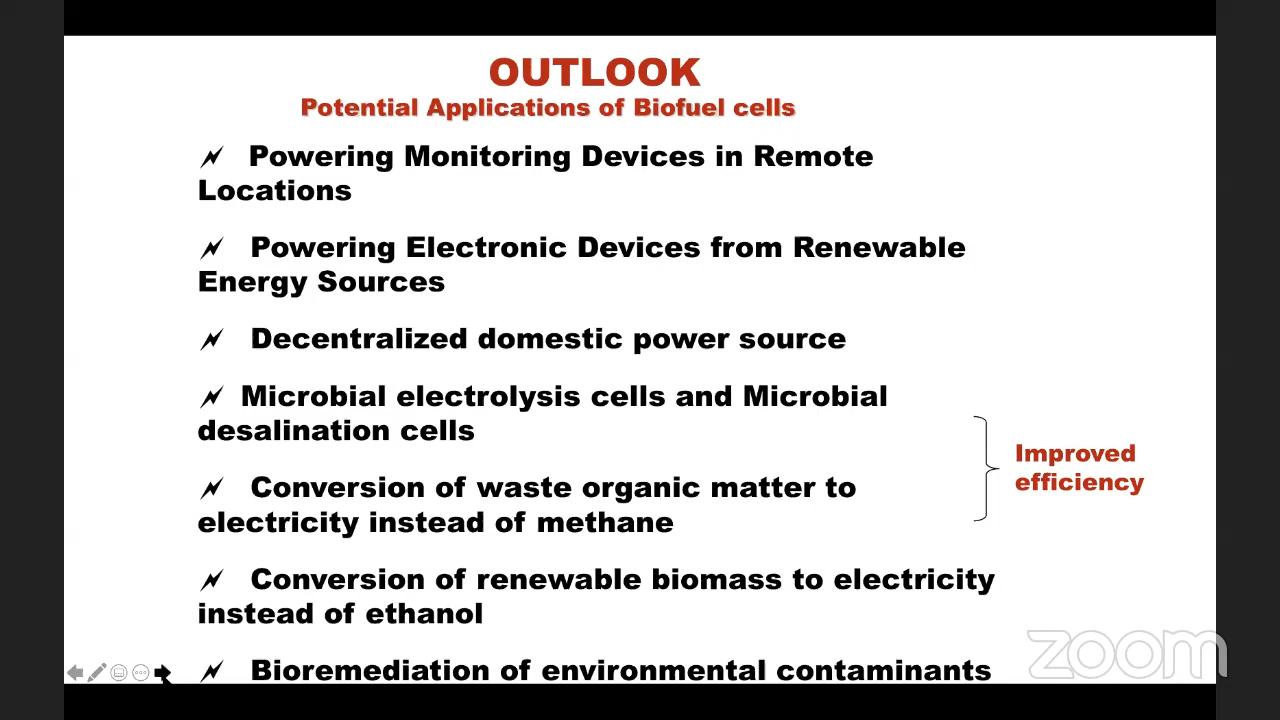 OUTLOOK
Potential Applications of Biofuel cells
Powering Monitoring Devices in Remote
Locations
Powering Electronic Devices from Renewable
Energy Sources
Decentralized domestic power source
Microbial electrolysis cells and Microbial
desalination cells
Conversion of waste organic matter to
electricity instead of methane
Improved
efficiency
Conversion of renewable biomass to electricity
instead of ethanol
Bioremediation of environmental contaminants
zoom